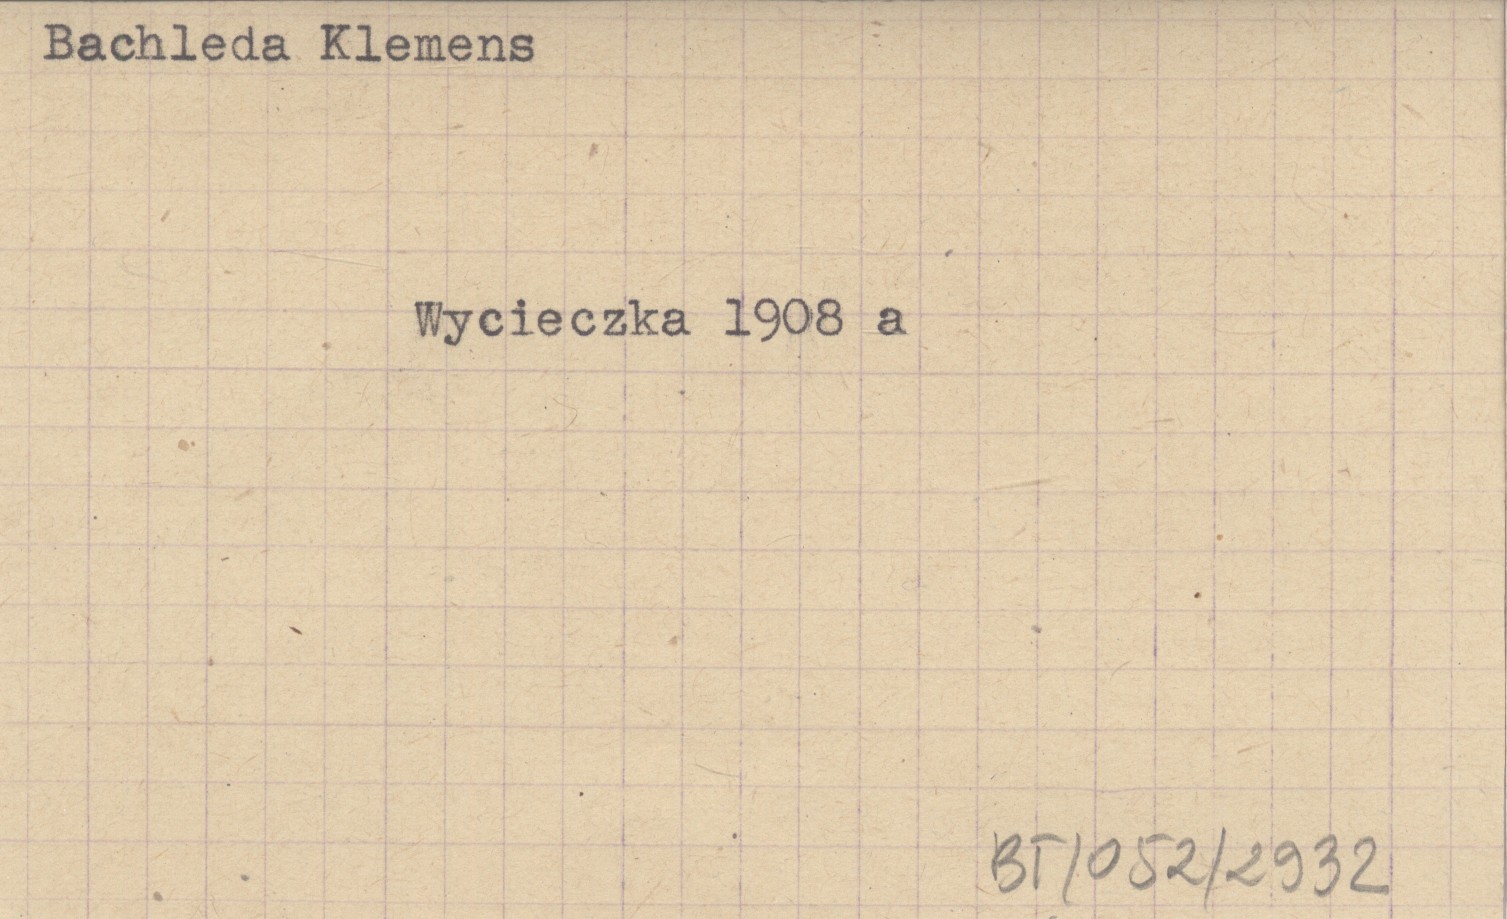 Bachleda Klemens
Wycieczka 1908 a
BT/052/2932